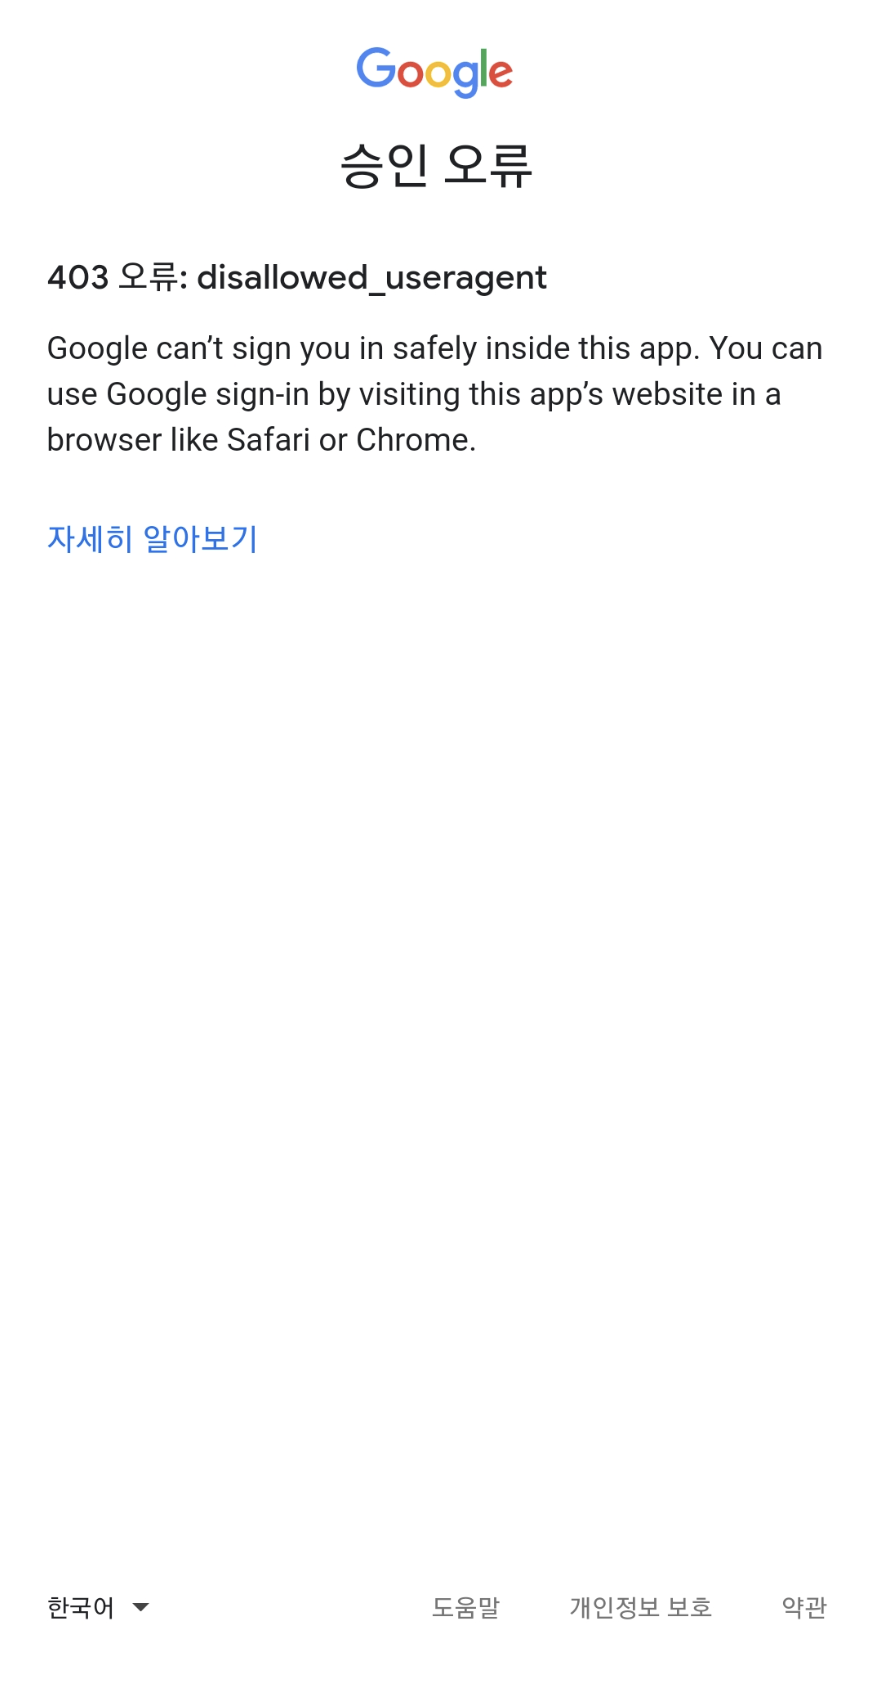 Google
승인 오류
403 오류: disallowed_useragent
Google can’t sign you in safely inside this app. You can
use Google sign-in by visiting this app’s website in a
browser like Safari or Chrome.
자세히 알아보기
한국어 도움말 개인정보 보호 약관